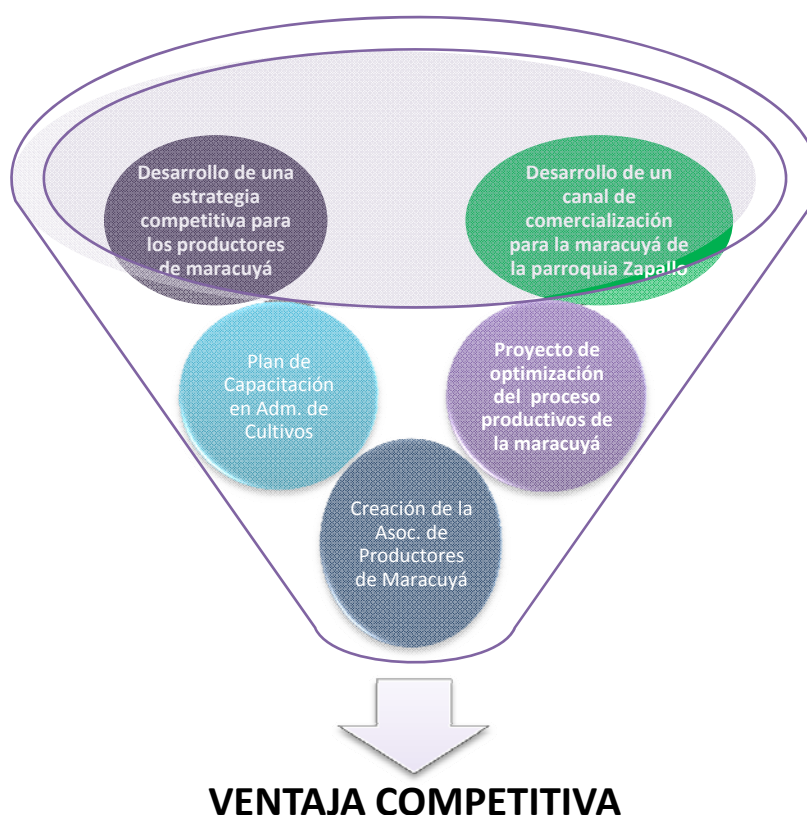 Desarrollo de una
estrategia
competitiva para
los productores
de maracuyá
Desarrollo de un
canal de
comercialización
para la maracuyá de
la parroquia Zapallo
Plan de
Capacitación
en Adm. de
Cultivos
Proyecto de
optimización
del proceso
productivos de
la maracuyá
Creación de la
Asoc. de
Productores
de Maracuyá
VENTAJA COMPETITIVA